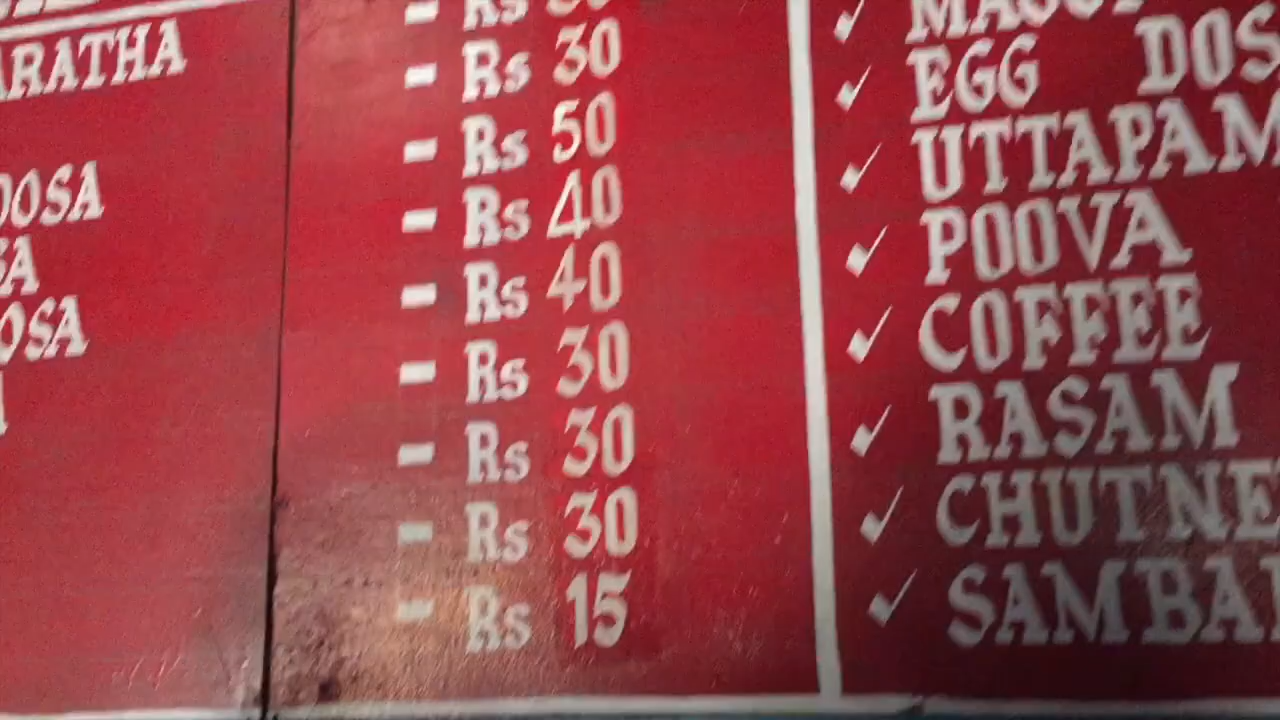 ARATHA
- Rs 30
- Rs 50
DOSA - Rs 40
SA - Rs 40
OSA - Rs 30
- Rs 30
- Rs 30
- Rs 15
✓ EGG DOS
✓ UTTAPAM
✓ POOVA
✓ COFFEE
✓ RASAM
✓ CHUTNE
✓ SAMBA